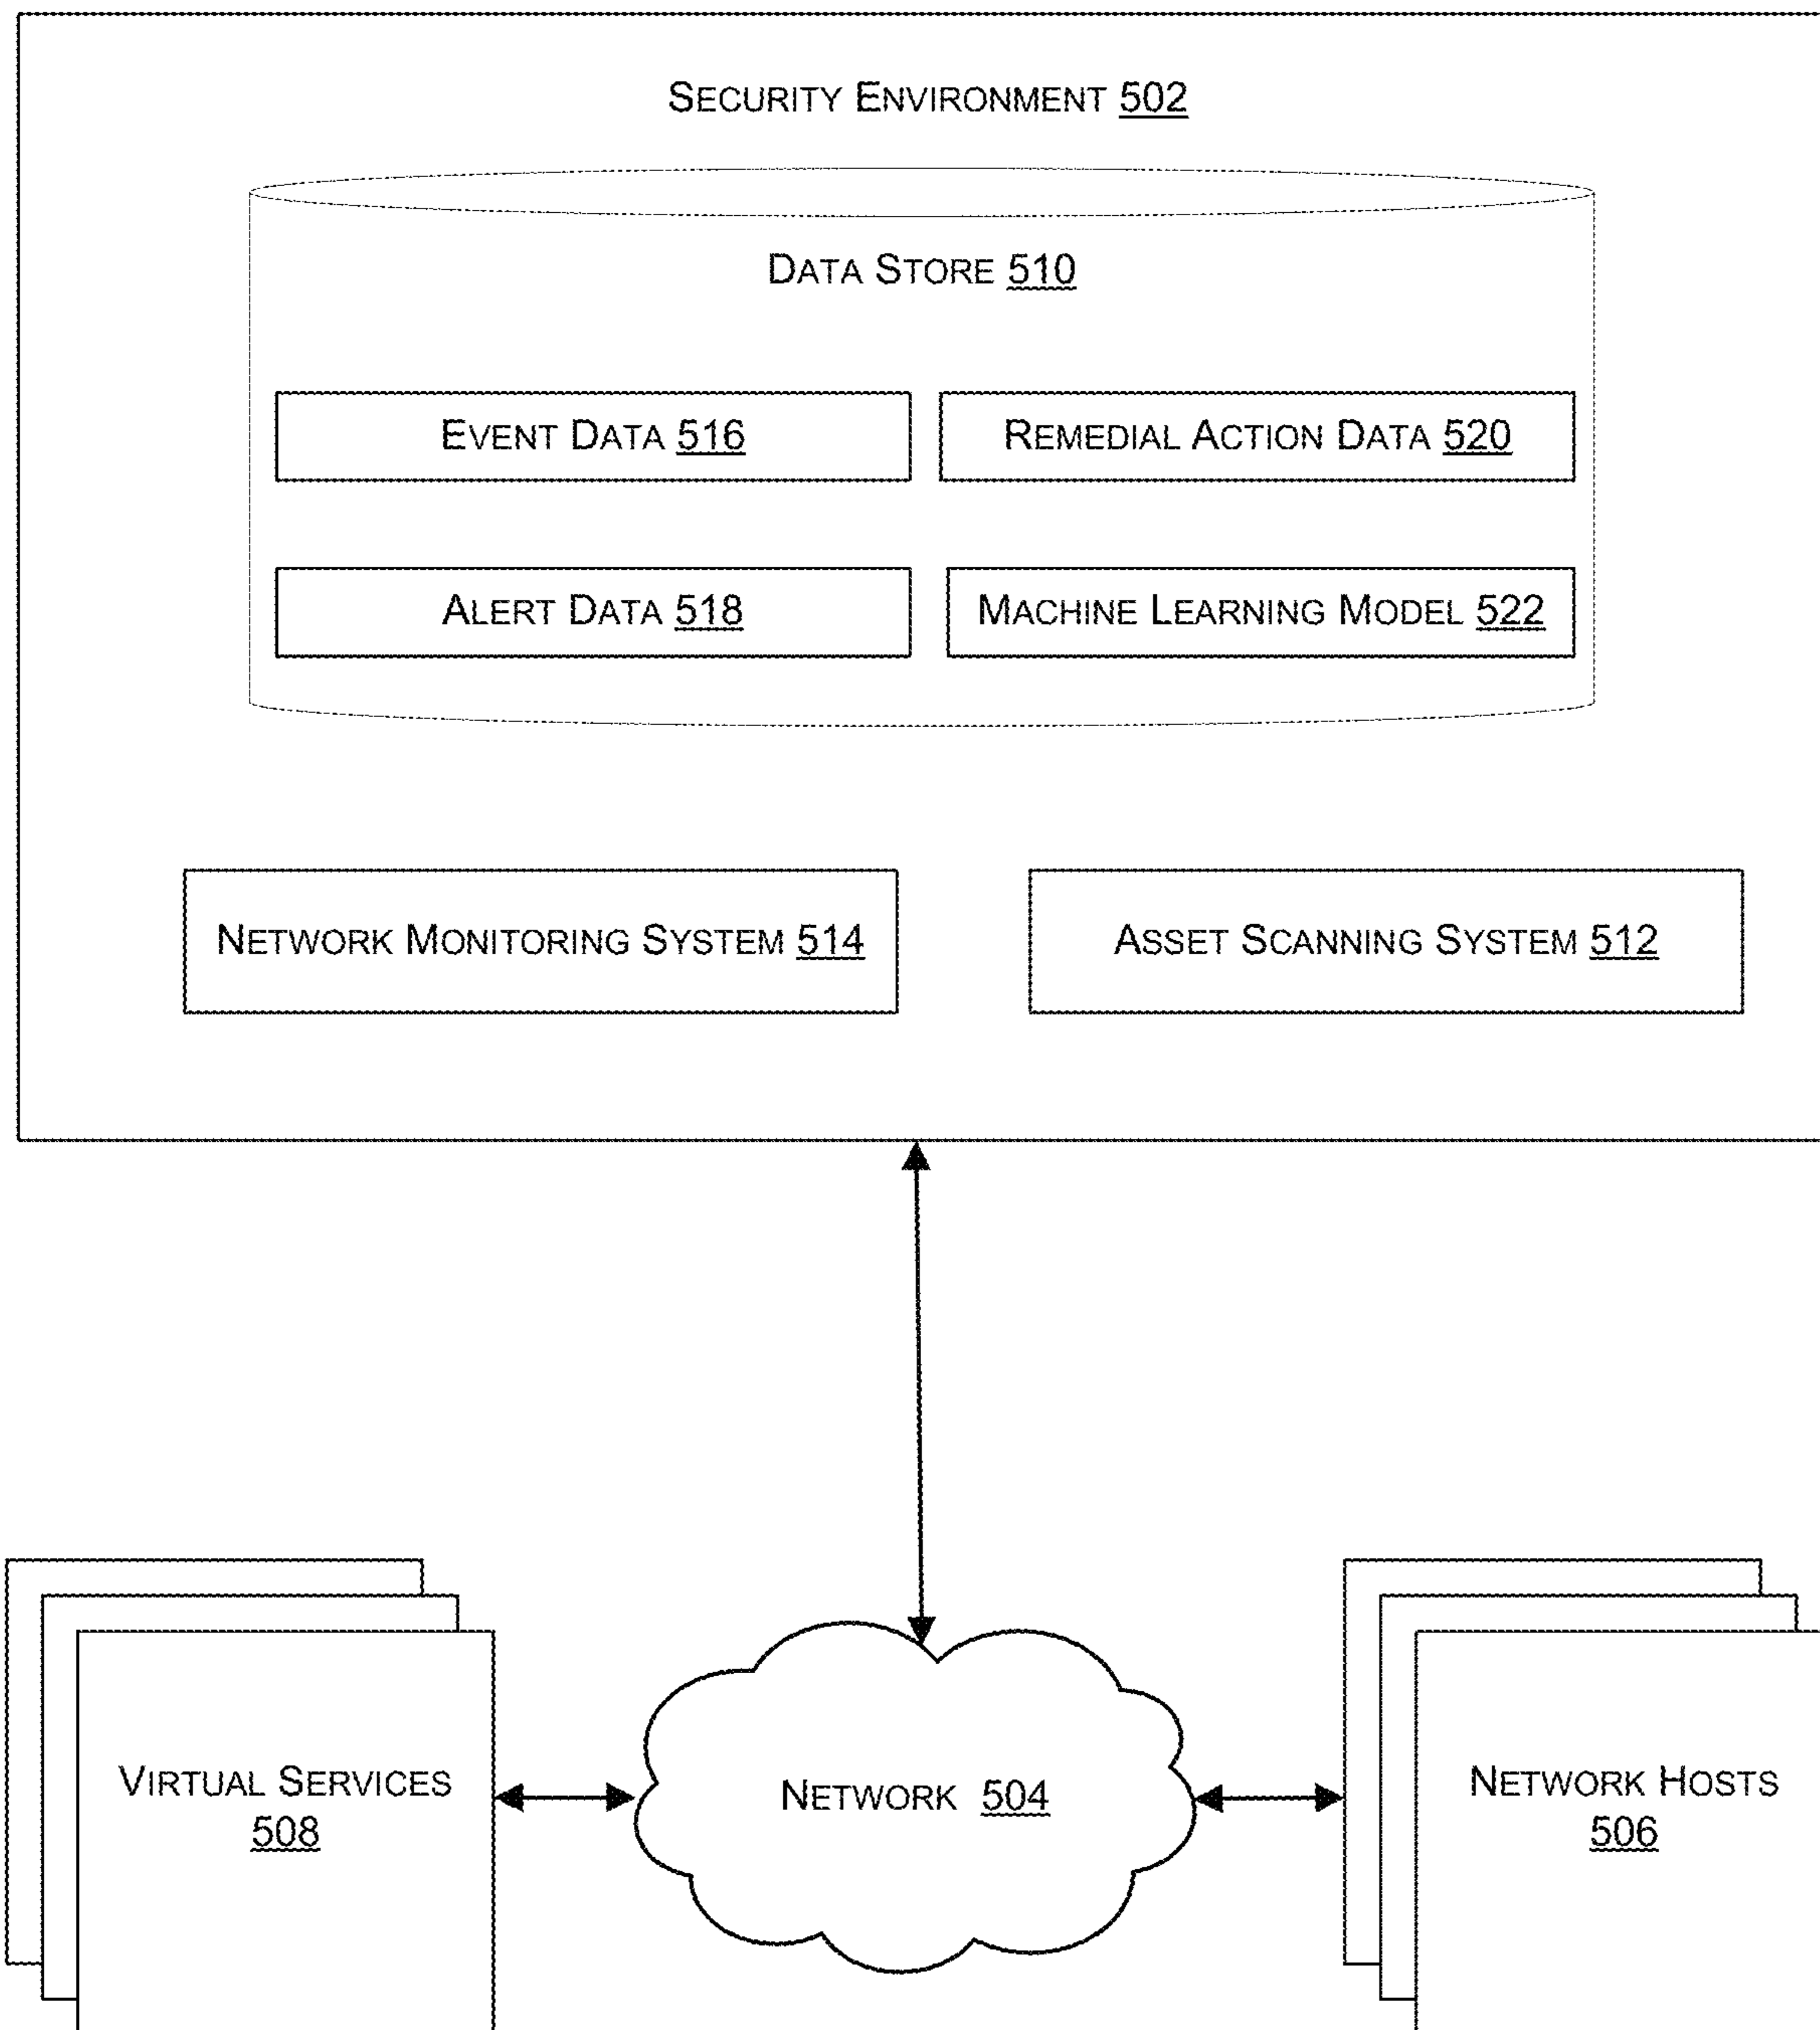 SECURITY ENVIRONMENT 502
DATA STORE 510
EVENT DATA 516
REMEDIAL ACTION DATA 520
ALERT DATA 518
MACHINE LEARNING MODEL 522
NETWORK MONITORING SYSTEM 514
ASSET SCANNING SYSTEM 512
VIRTUAL SERVICES
508
NETWORK 504
NETWORK HOSTS
506